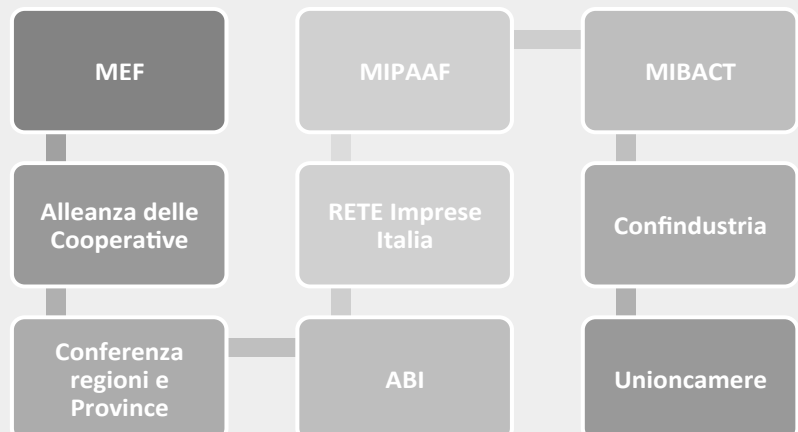 MEF
MIPAAF
MIBACT
Alleanza delle
Cooperative
RETE Imprese
Italia
Confindustria
Conferenza
regioni e
Province
ABI
Unioncamere